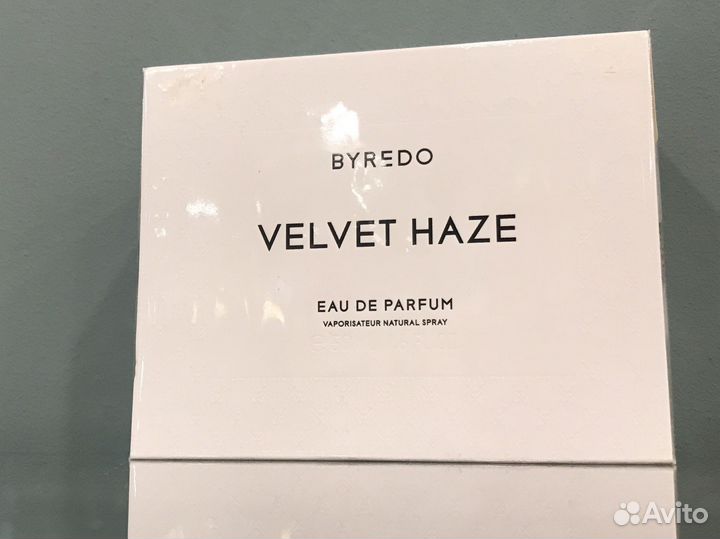 BYREDO
VELVET HAZE
EAU DE PARFUM
VAPORISATEUR NATURAL SPRAY
Avito